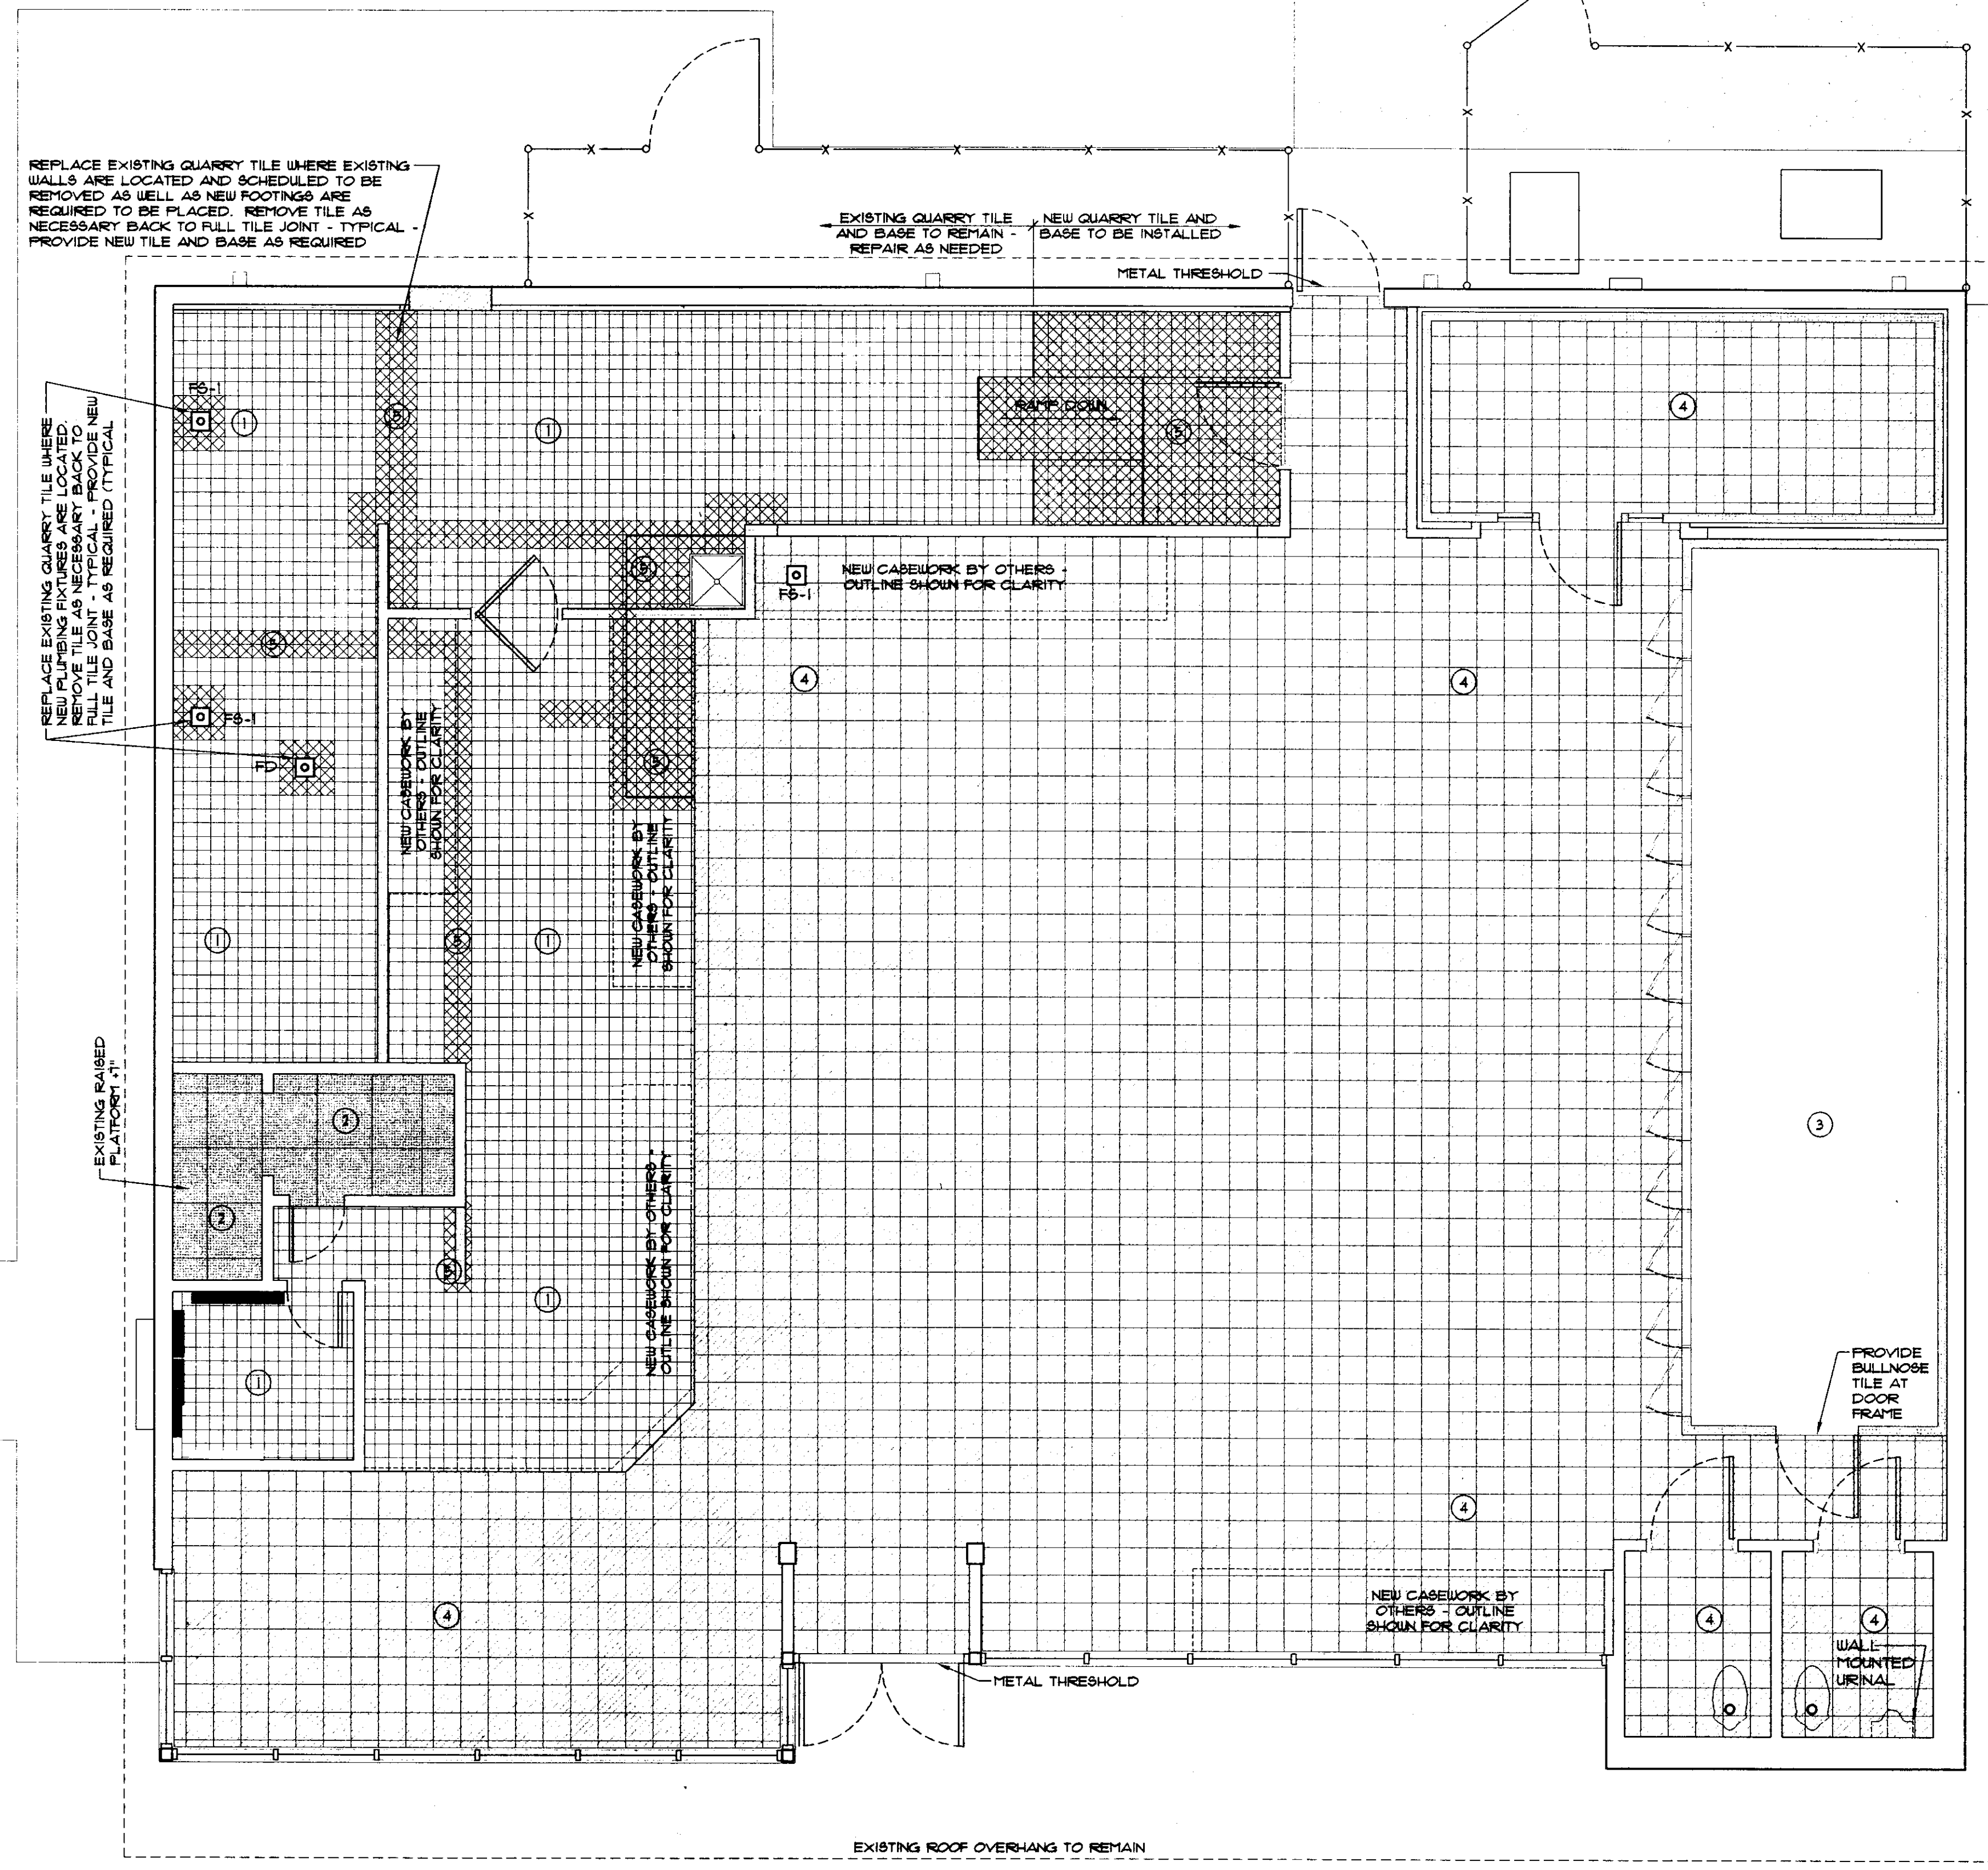 REPLACE EXISTING QUARRY TILE WHERE EXISTING
WALLS ARE LOCATED AND SCHEDULED TO BE
REMOVED AS WELL AS NEW FOOTINGS ARE
REQUIRED TO BE PLACED. REMOVE TILE AS
NECESSARY BACK TO FULL TILE JOINT - TYPICAL -
PROVIDE NEW TILE AND BASE AS REQUIRED
EXISTING QUARRY TILE
AND BASE TO REMAIN -
REPAIR AS NEEDED
NEW QUARRY TILE AND
BASE TO BE INSTALLED
METAL THRESHOLD
REPLACE EXISTING QUARRY TILE WHERE
NEW PLUMBING FIXTURES ARE LOCATED.
REMOVE TILE AS NECESSARY BACK TO
FULL TILE JOINT - TYPICAL - PROVIDE NEW
TILE AND BASE AS REQUIRED (TYPICAL
FS-1
1
5
1
RAMP DOWN
5
4
5
FS-1
NEW CASEWORK BY OTHERS -
OUTLINE SHOWN FOR CLARITY
5
4
4
FS-1
FD
5
NEW CASEWORK BY
OTHERS - OUTLINE
SHOWN FOR CLARITY
NEW CASEWORK BY
OTHERS - OUTLINE
SHOWN FOR CLARITY
1
5
1
EXISTING RAISED
PLATFORM +7"
2
2
3
NEW CASEWORK BY OTHERS -
OUTLINE SHOWN FOR CLARITY
5
1
1
PROVIDE
BULLNOSE
TILE AT
DOOR
FRAME
4
4
NEW CASEWORK BY
OTHERS - OUTLINE
SHOWN FOR CLARITY
4
4
WALL
MOUNTED
URINAL
METAL THRESHOLD
EXISTING ROOF OVERHANG TO REMAIN